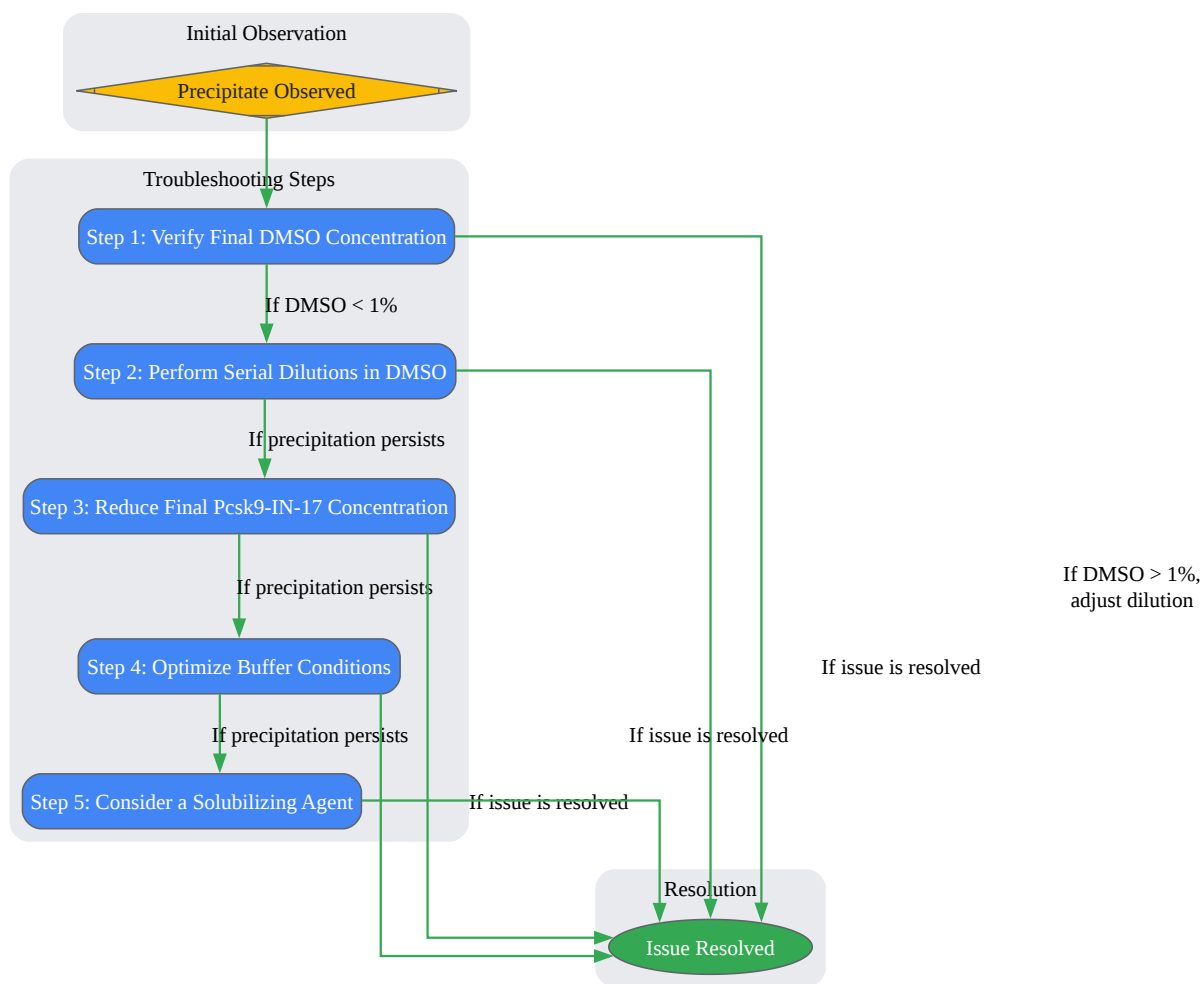 Initial Observation
Precipitate Observed
Troubleshooting Steps
Step 1: Verify Final DMSO Concentration
If DMSO < 1%
Step 2: Perform Serial Dilutions in DMSO
If precipitation persists
Step 3: Reduce Final Pcsk9-IN-17 Concentration
If DMSO > 1%,
adjust dilution
If precipitation persists
Step 4: Optimize Buffer Conditions
If issue is resolved
If precipitation persists
If issue is resolved
Step 5: Consider a Solubilizing Agent
If issue is resolved
Resolution
Issue Resolved